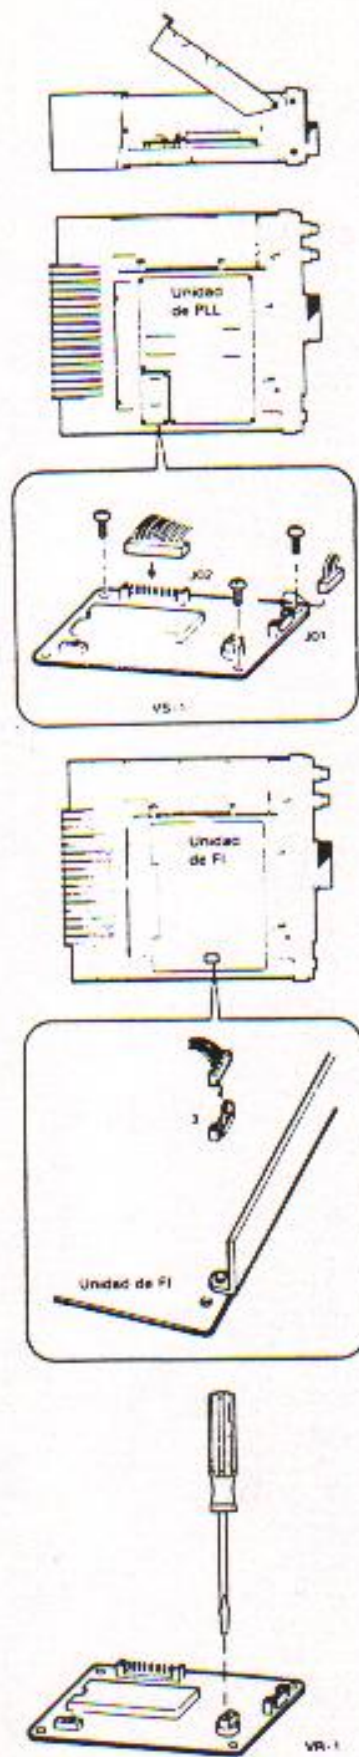 Unidad
de PLL
J02
J01
VS-1
Unidad
de FI
3
Unidad de FI
VR-1